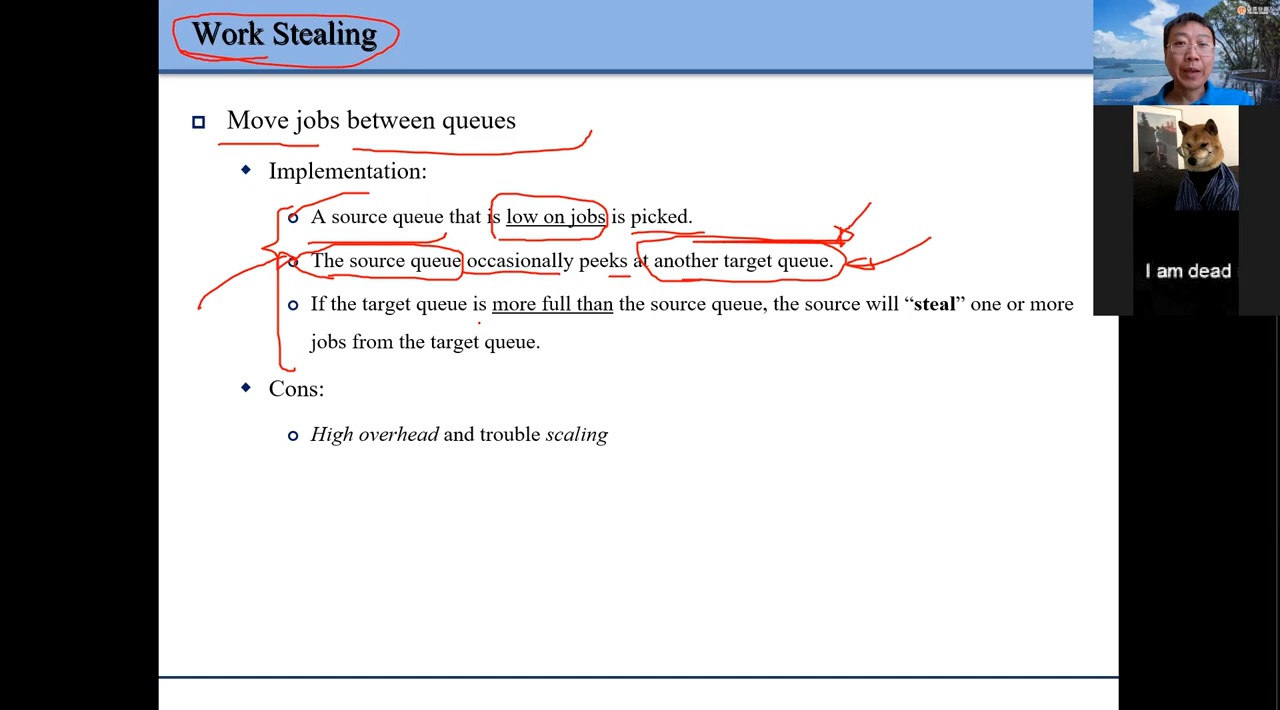 Work Stealing
Move jobs between queues
Implementation:
A source queue that is low on jobs is picked.
The source queue occasionally peeks at another target queue.
If the target queue is more full than the source queue, the source will “steal” one or more
jobs from the target queue.
Cons:
High overhead and trouble scaling
I am dead